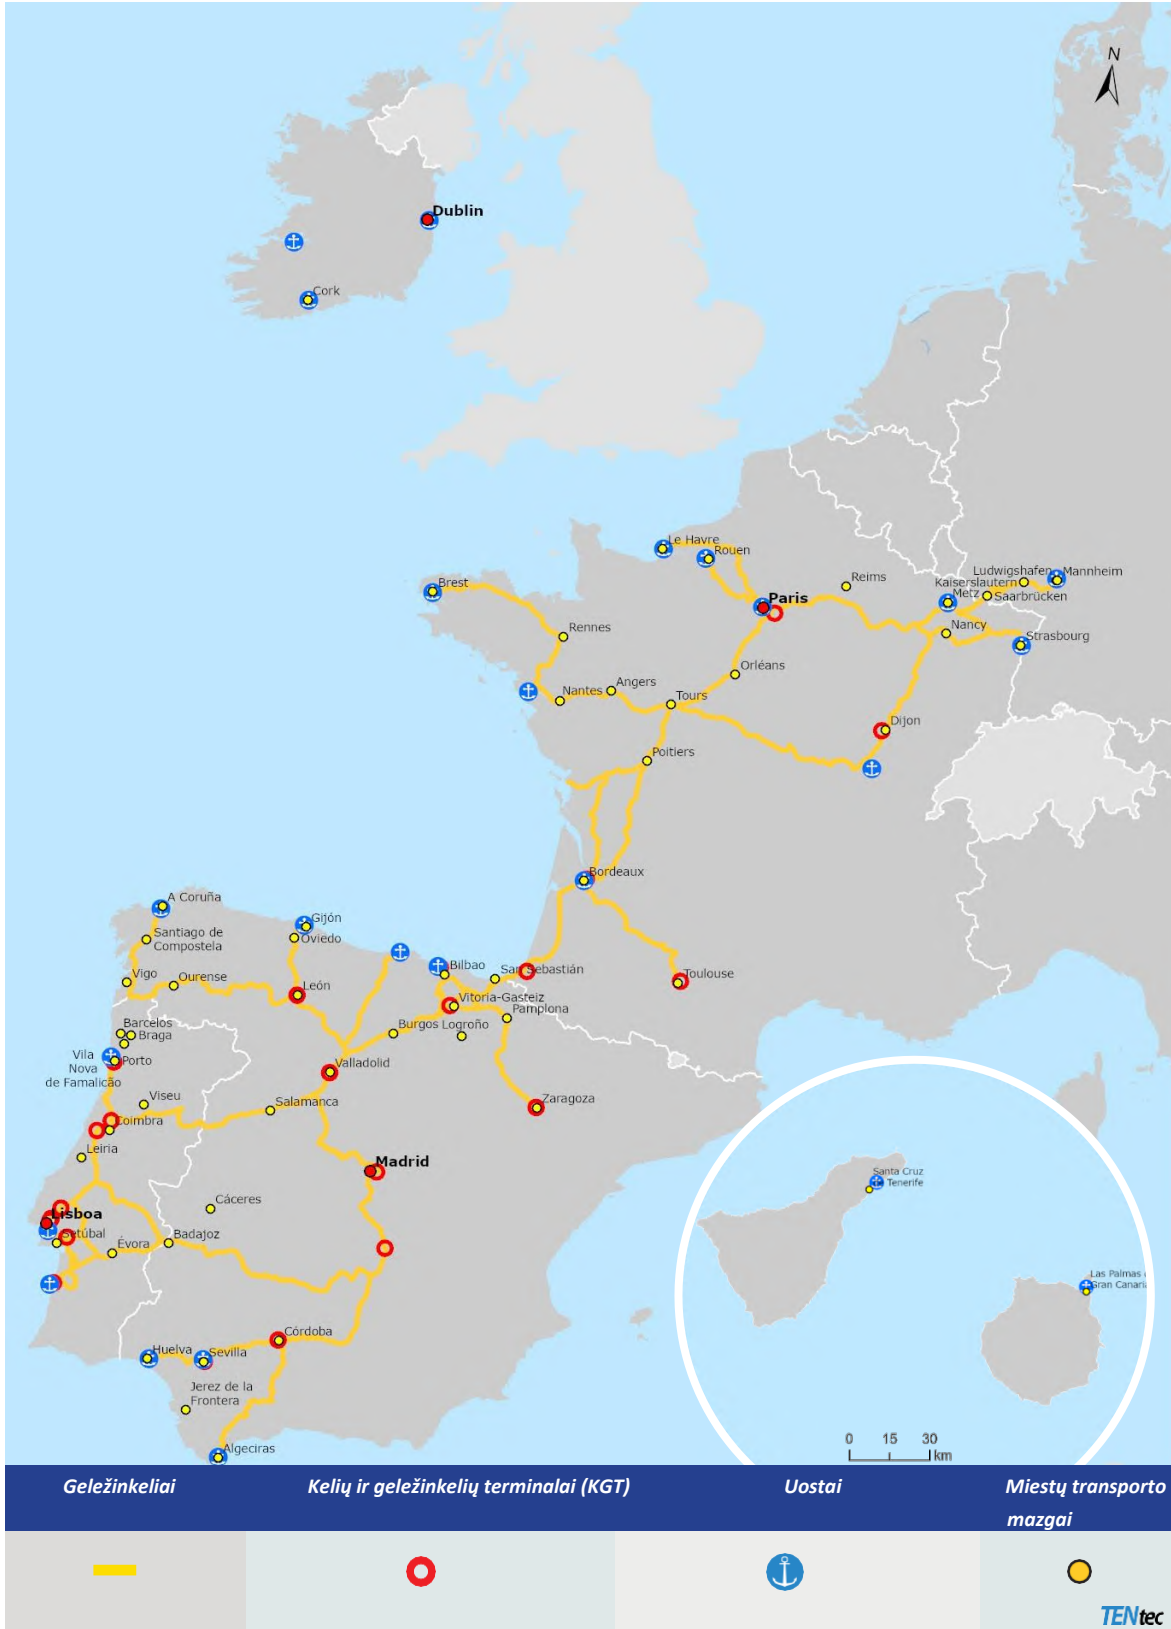 N
Dublin
Cork
Le Havre
Rouen
Reims
Ludwigshafen
Mannheim
Kaiserslautern
Metz
Saarbrücken
Brest
Paris
Rennes
Nancy
Strasbourg
Orléans
Angers
Nantes
Tours
Dijon
Poitiers
Bordeaux
A Coruña
Gijón
Santiago de
Compostela
Oviedo
Bilbao
San Sebastián
Toulouse
Vigo
Ourense
León
Vitoria-Gasteiz
Pamplona
Barcelos
Braga
Burgos
Logroño
Vila
Nova
de Famalicão
Porto
Valladolid
Viseu
Salamanca
Zaragoza
Coimbra
Leiria
Madrid
Cáceres
Lisboa
Setúbal
Évora
Badajoz
Santa Cruz
Tenerife
Las Palmas
Gran Canaria
Córdoba
Huelva
Sevilla
Jerez de la
Frontera
Algeciras
0 15 30
km
Geležinkeliai
Kelių ir geležinkelių terminalai (KGT)
Uostai
Miestų transporto
mazgai
TENtec